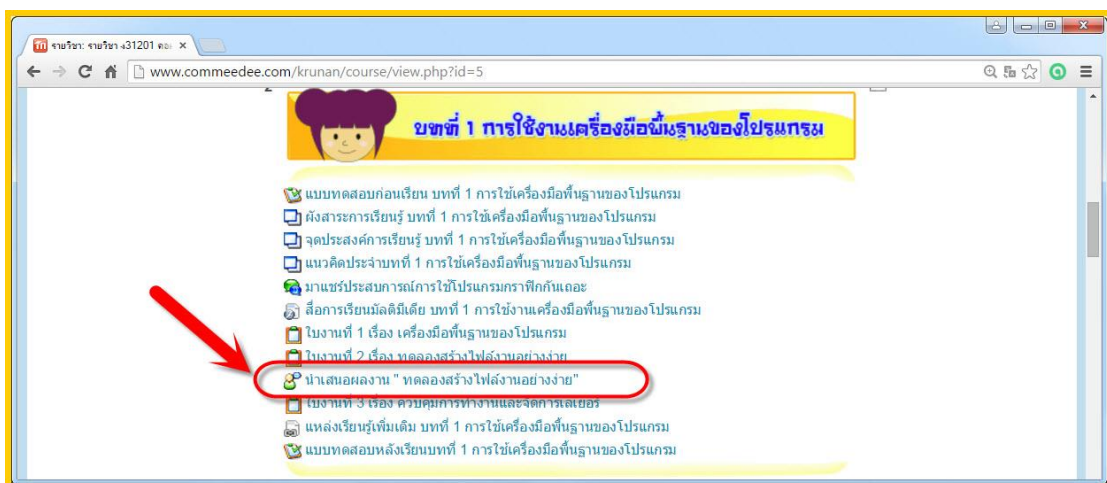 รายวิชา: รายวิชา ง31201 คอ
www.commeedee.com/krunan/course/view.php?id=5
2
บทที่ 1 การใช้งานเครื่องมือพื้นฐานของโปรแกรม
แบบทดสอบก่อนเรียน บทที่ 1 การใช้เครื่องมือพื้นฐานของโปรแกรม
ผังสาระการเรียนรู้ บทที่ 1 การใช้เครื่องมือพื้นฐานของโปรแกรม
จุดประสงค์การเรียนรู้ บทที่ 1 การใช้เครื่องมือพื้นฐานของโปรแกรม
แนวคิดประจำบทที่ 1 การใช้เครื่องมือพื้นฐานของโปรแกรม
มาแชร์ประสบการณ์การใช้โปรแกรมกราฟิกกันเถอะ
สื่อการเรียนมัลติมีเดีย บทที่ 1 การใช้งานเครื่องมือพื้นฐานของโปรแกรม
ใบงานที่ 1 เรื่อง เครื่องมือพื้นฐานของโปรแกรม
ใบงานที่ 2 เรื่อง ทดลองสร้างไฟล์งานอย่างง่าย
นำเสนอผลงาน " ทดลองสร้างไฟล์งานอย่างง่าย"
ใบงานที่ 3 เรื่อง ควบคุมการทำงานและจัดการเลเยอร์
แหล่งเรียนรู้เพิ่มเติม บทที่ 1 การใช้เครื่องมือพื้นฐานของโปรแกรม
แบบทดสอบหลังเรียนบทที่ 1 การใช้เครื่องมือพื้นฐานของโปรแกรม